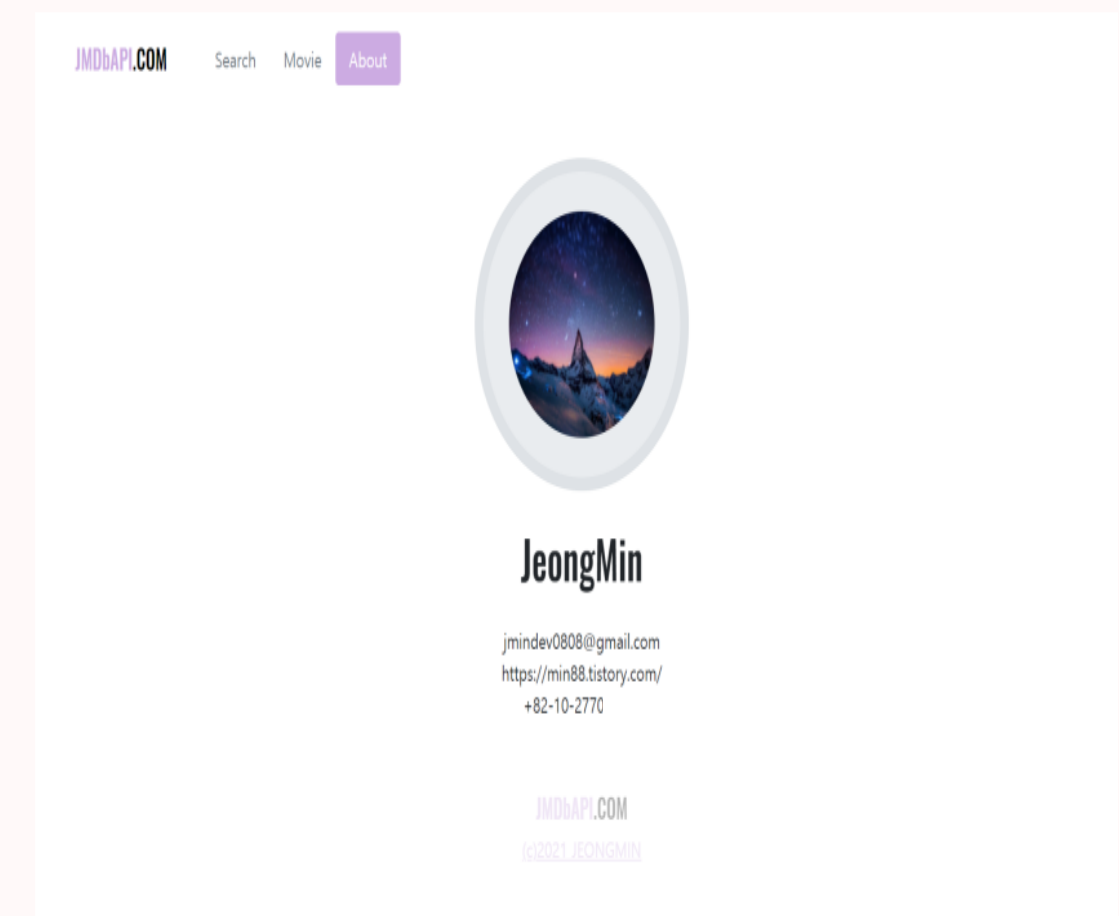 JMDbAPI.COM Search Movie About
JeongMin
jmindev0808@gmail.com
https://min88.tistory.com/
+82-10-2770
JMDbAPI.COM
(c)2021 JEONGMIN